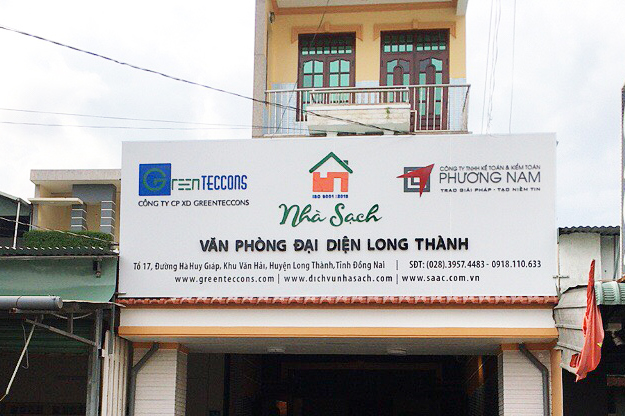 GreenTECCONS
CÔNG TY CP XD GREENTECCONS
ISO 9001:2015
Nhà Sạch
CÔNG TY TNHH KẾ TOÁN & KIỂM TOÁN
PHƯƠNG NAM
TRAO GIẢI PHÁP - TẠO NIỀM TIN
VĂN PHÒNG ĐẠI DIỆN LONG THÀNH
Tổ 17, Đường Hà Huy Giáp, Khu Văn Hải, Huyện Long Thành, Tỉnh Đồng Nai | SĐT: (028).3957.4483 - 0918.110.633
www.greenteccons.com | www.dichvunhasach.com | www.saac.com.vn